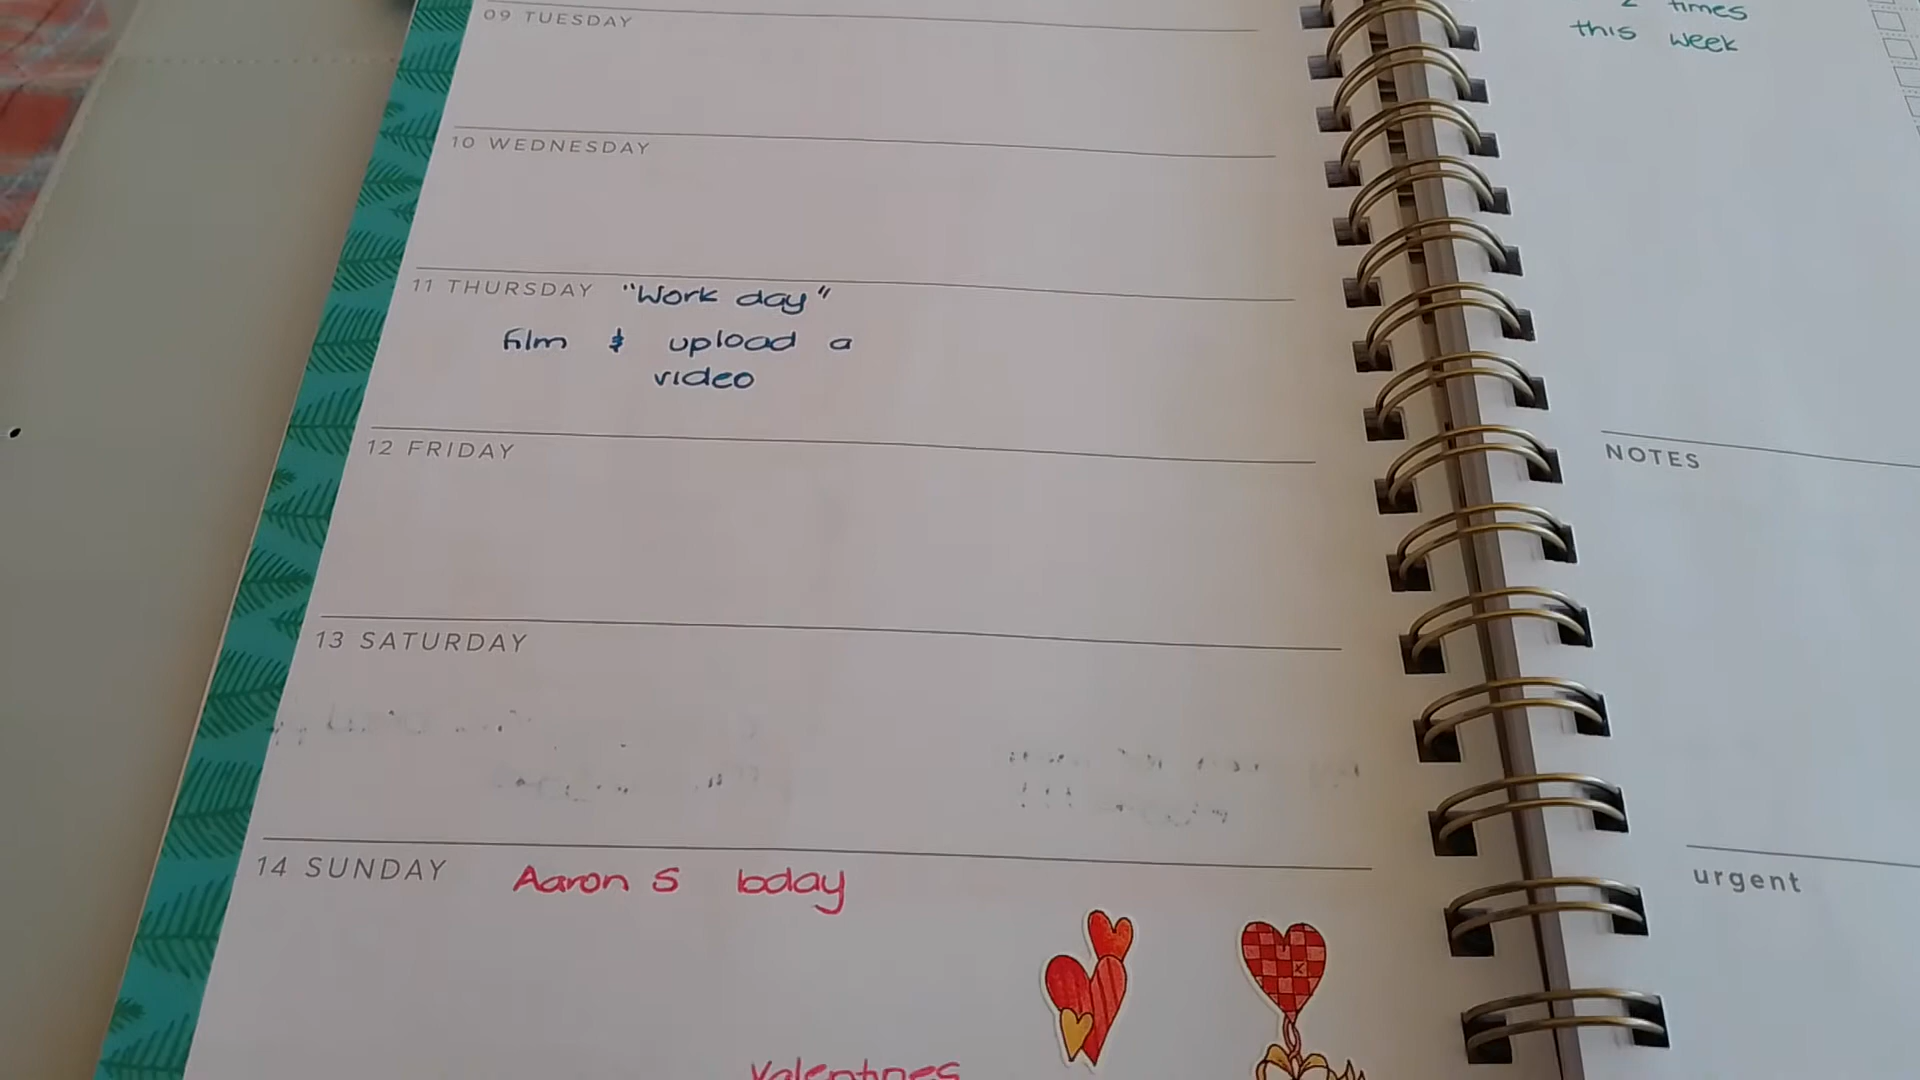 09 TUESDAY
10 WEDNESDAY
11 THURSDAY "Work day"
film & upload a
video
12 FRIDAY
13 SATURDAY
14 SUNDAY Aaron S bday
Valentines
2 times
this week
NOTES
urgent